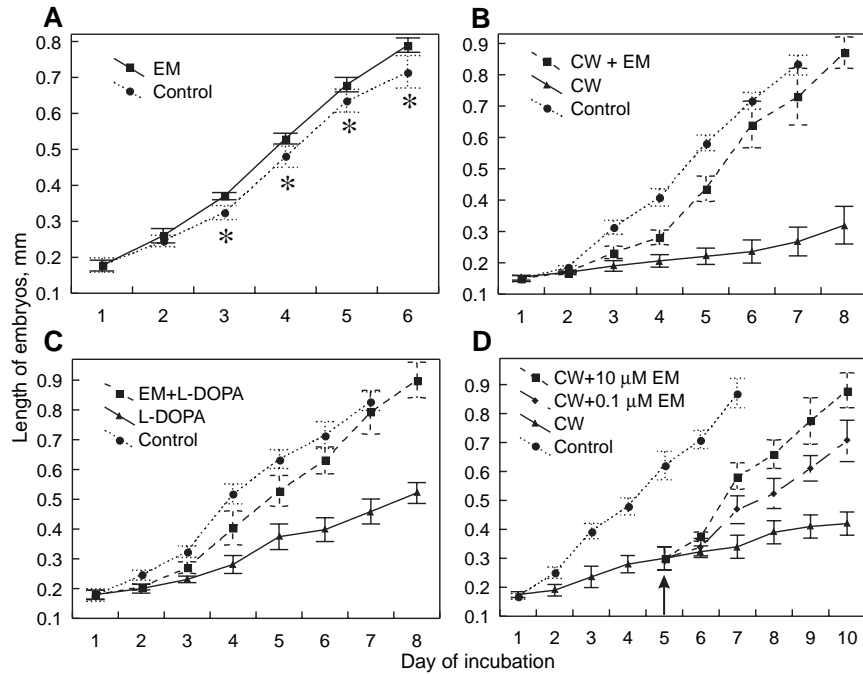 A
EM
Control
0.8
0.7
0.6
0.5
0.4
0.3
0.2
0.1
* * * *
1 2 3 4 5 6
B
CW + EM
CW
Control
0.9
0.8
0.7
0.6
0.5
0.4
0.3
0.2
0.1
1 2 3 4 5 6 7 8
C
EM+L-DOPA
L-DOPA
Control
0.9
0.8
0.7
0.6
0.5
0.4
0.3
0.2
0.1
1 2 3 4 5 6 7 8
D
CW+10 μM EM
CW+0.1 μM EM
CW
Control
0.9
0.8
0.7
0.6
0.5
0.4
0.3
0.2
0.1
1 2 3 4 5 6 7 8 9 10
Length of embryos, mm
Day of incubation